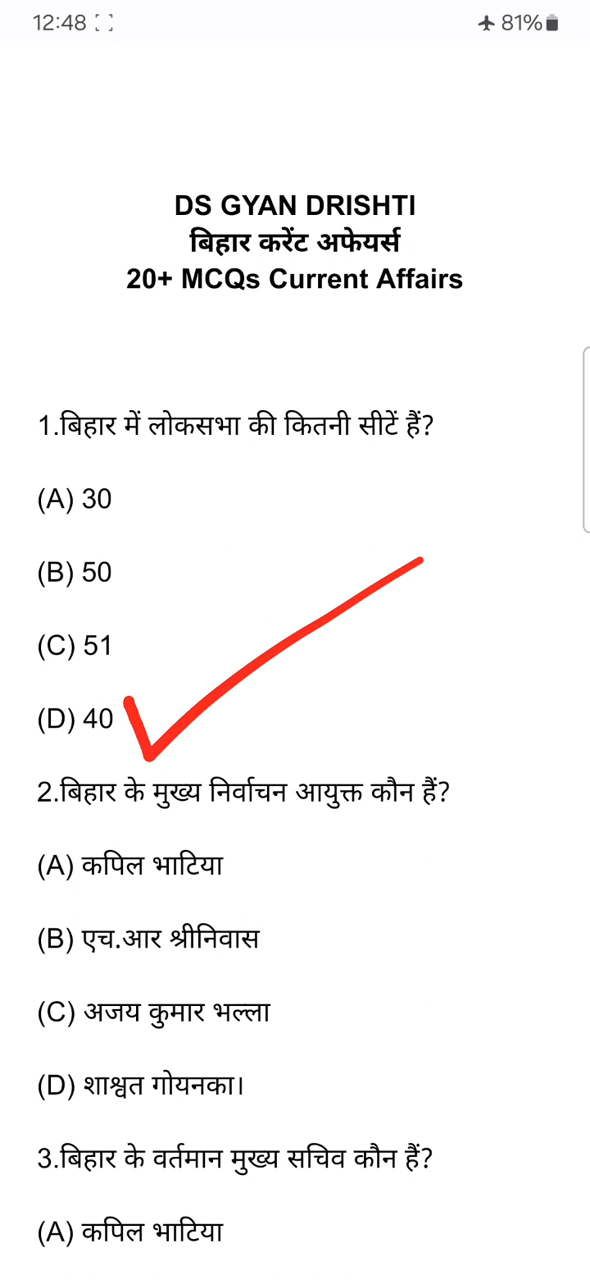 12:48
81%
DS GYAN DRISHTI
बिहार करेंट अफेयर्स
20+ MCQs Current Affairs
1.बिहार में लोकसभा की कितनी सीटें हैं?
(A) 30
(B) 50
(C) 51
(D) 40
2.बिहार के मुख्य निर्वाचन आयुक्त कौन हैं?
(A) कपिल भाटिया
(B) एच.आर श्रीनिवास
(C) अजय कुमार भल्ला
(D) शाश्वत गोयनका।
3.बिहार के वर्तमान मुख्य सचिव कौन हैं?
(A) कपिल भाटिया